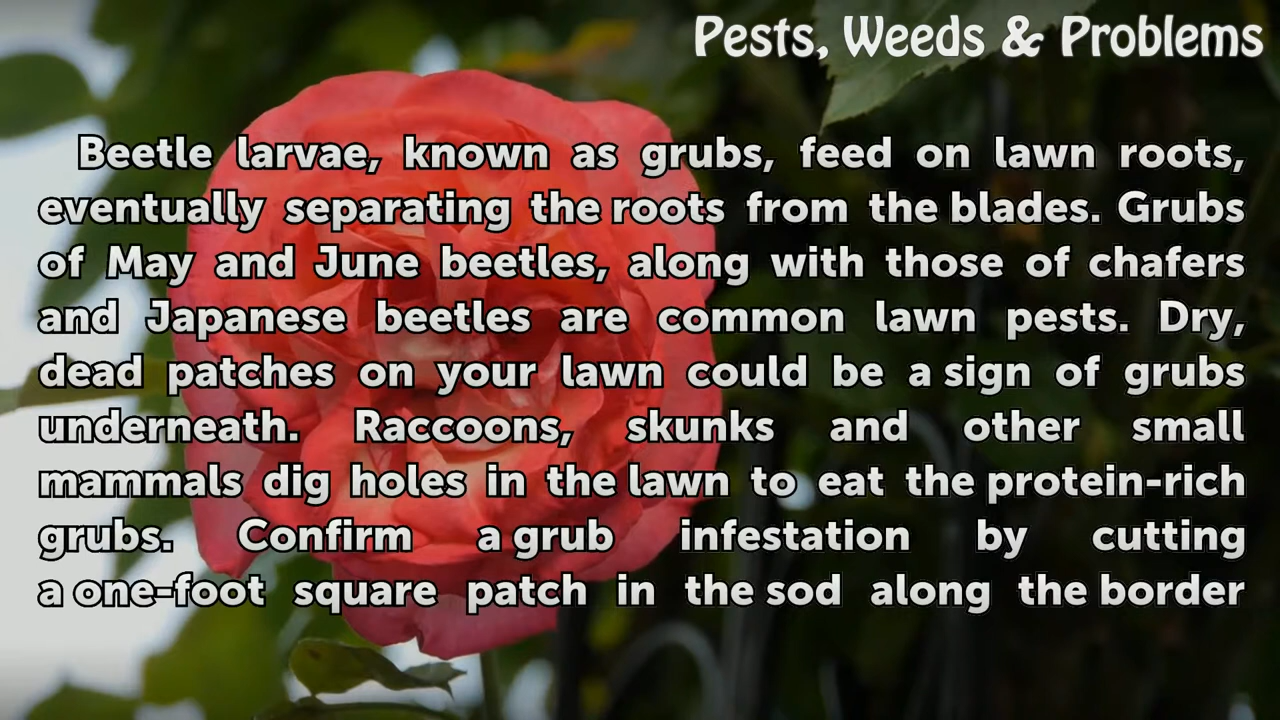 Pests, Weeds & Problems
Beetle larvae, known as grubs, feed on lawn roots,
eventually separating the roots from the blades. Grubs
of May and June beetles, along with those of chafers
and Japanese beetles are common lawn pests. Dry,
dead patches on your lawn could be a sign of grubs
underneath. Raccoons, skunks and other small
mammals dig holes in the lawn to eat the protein-rich
grubs. Confirm a grub infestation by cutting
a one-foot square patch in the sod along the border